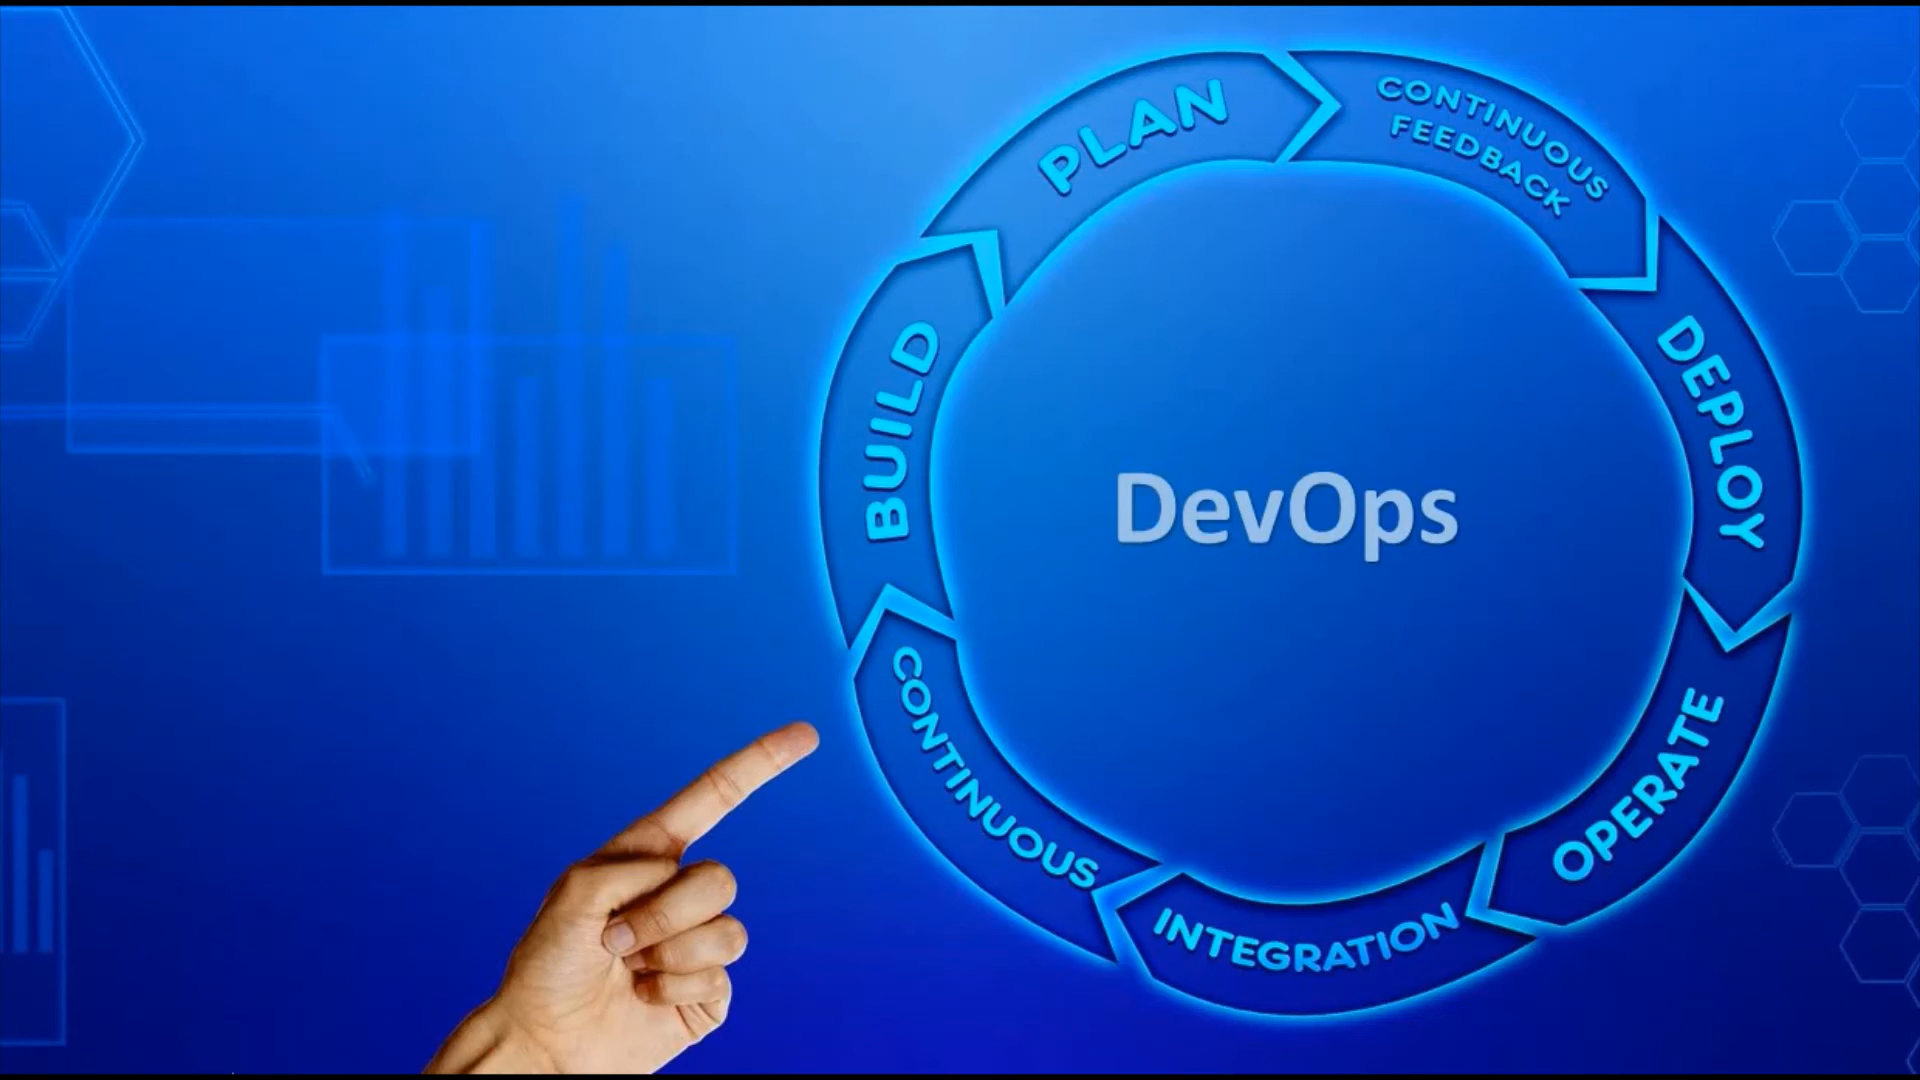 PLAN
CONTINUOUS
FEEDBACK
DEPLOY
OPERATE
INTEGRATION
CONTINUOUS
BUILD
DevOps